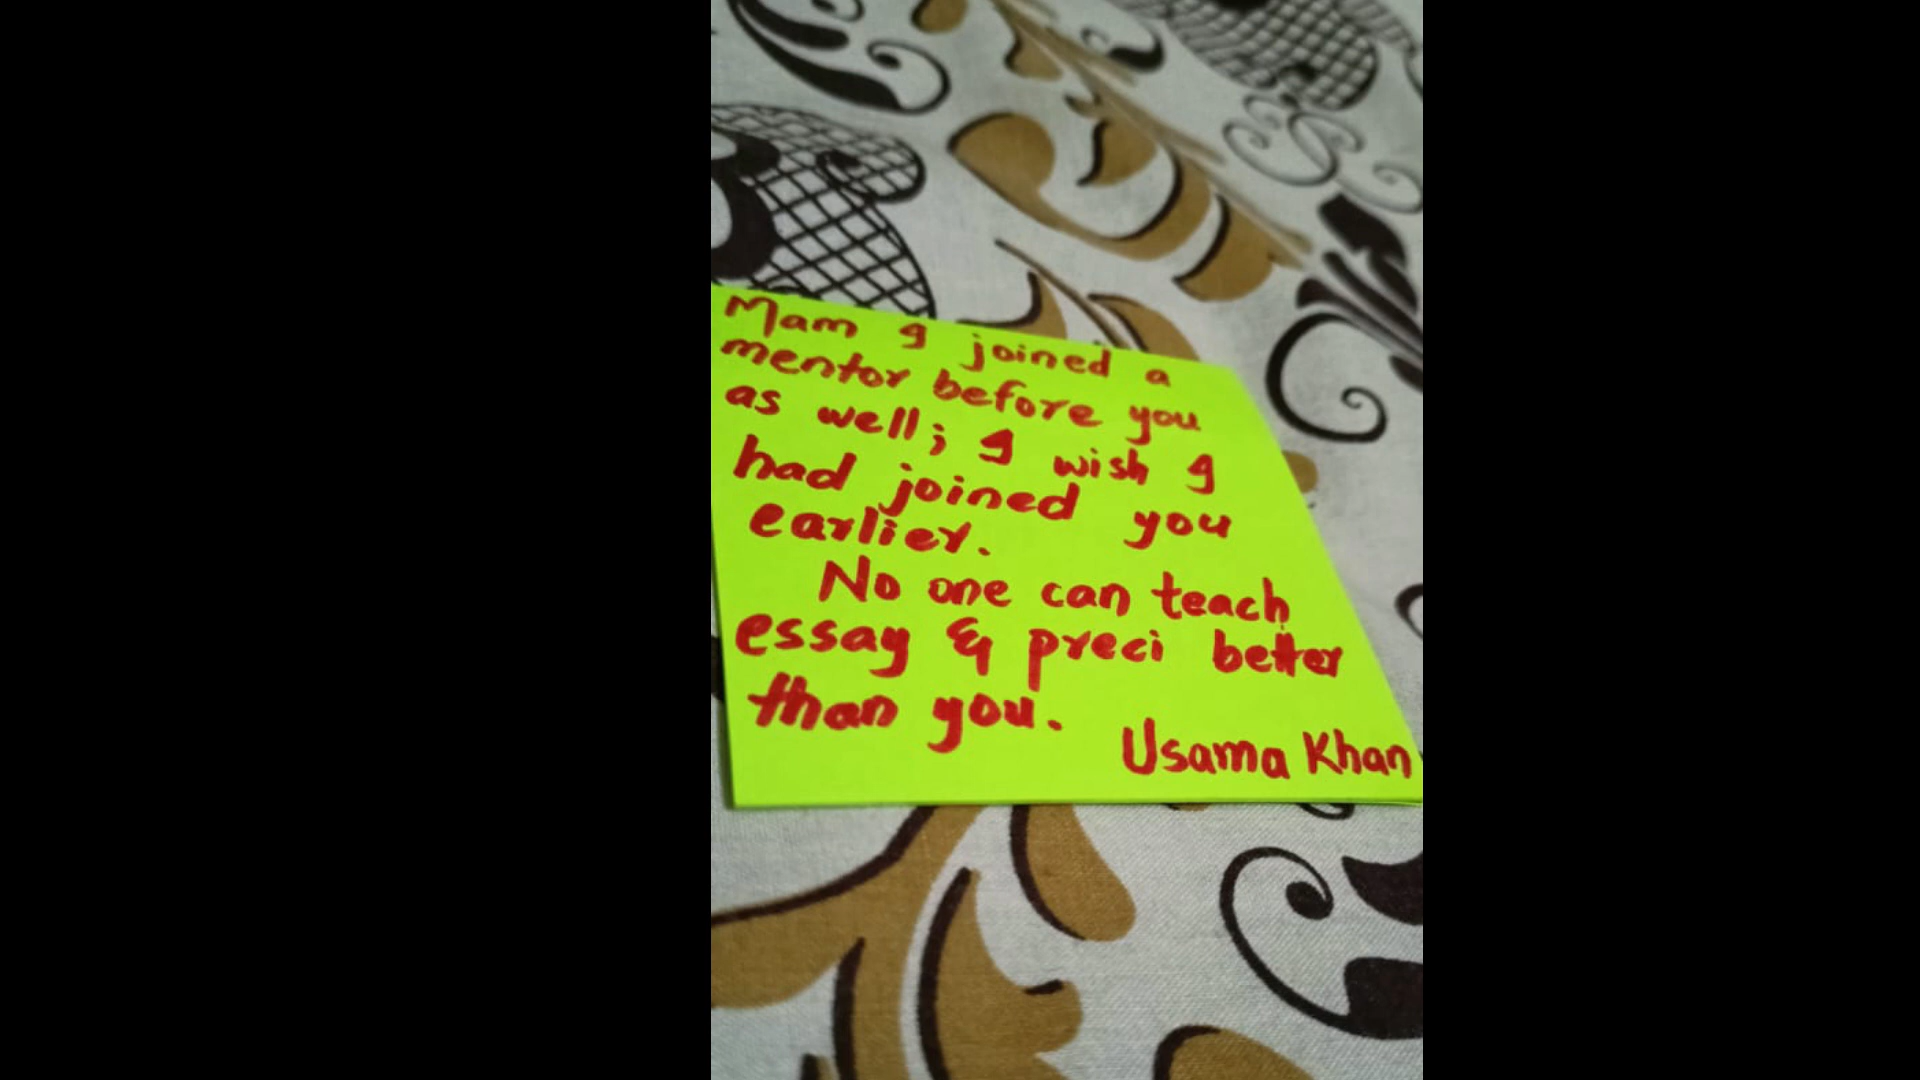 Mam I joined a
mentor before you
as well; I wish I
had joined you
earlier.
No one can teach
essay & preci better
than you.
Usama Khan